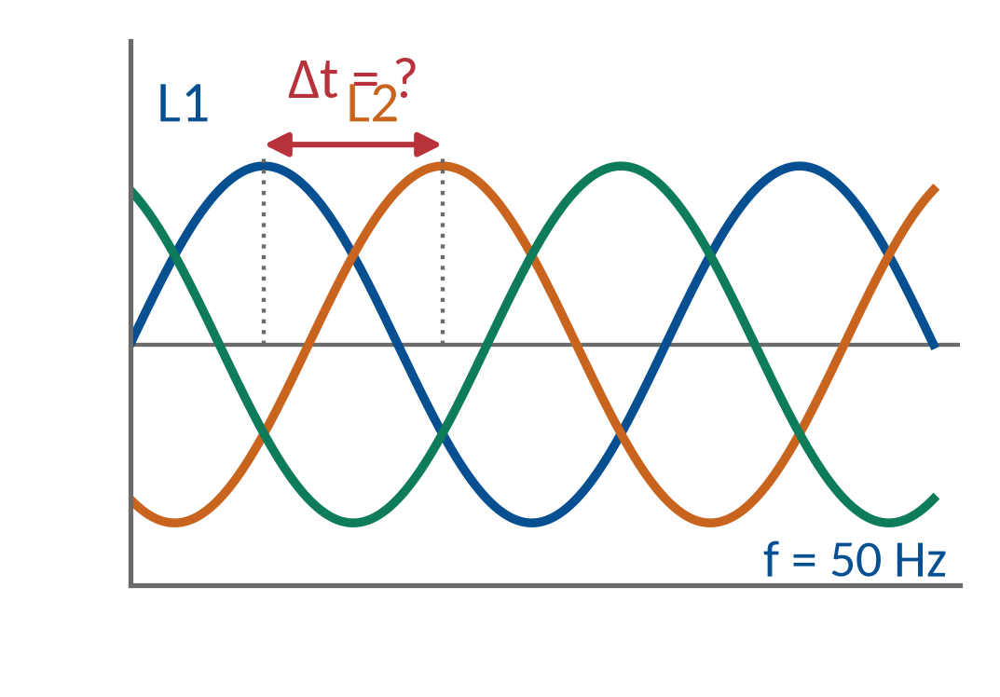 Δt = ?
L1
L2
f = 50 Hz